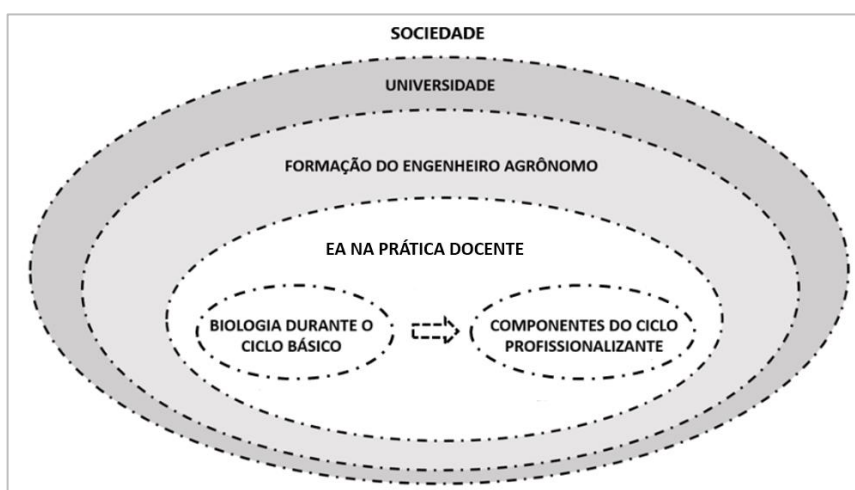 SOCIEDADE
UNIVERSIDADE
FORMAÇÃO DO ENGENHEIRO AGRÔNOMO
EA NA PRÁTICA DOCENTE
BIOLOGIA DURANTE O
CICLO BÁSICO
COMPONENTES DO CICLO
PROFISSIONALIZANTE